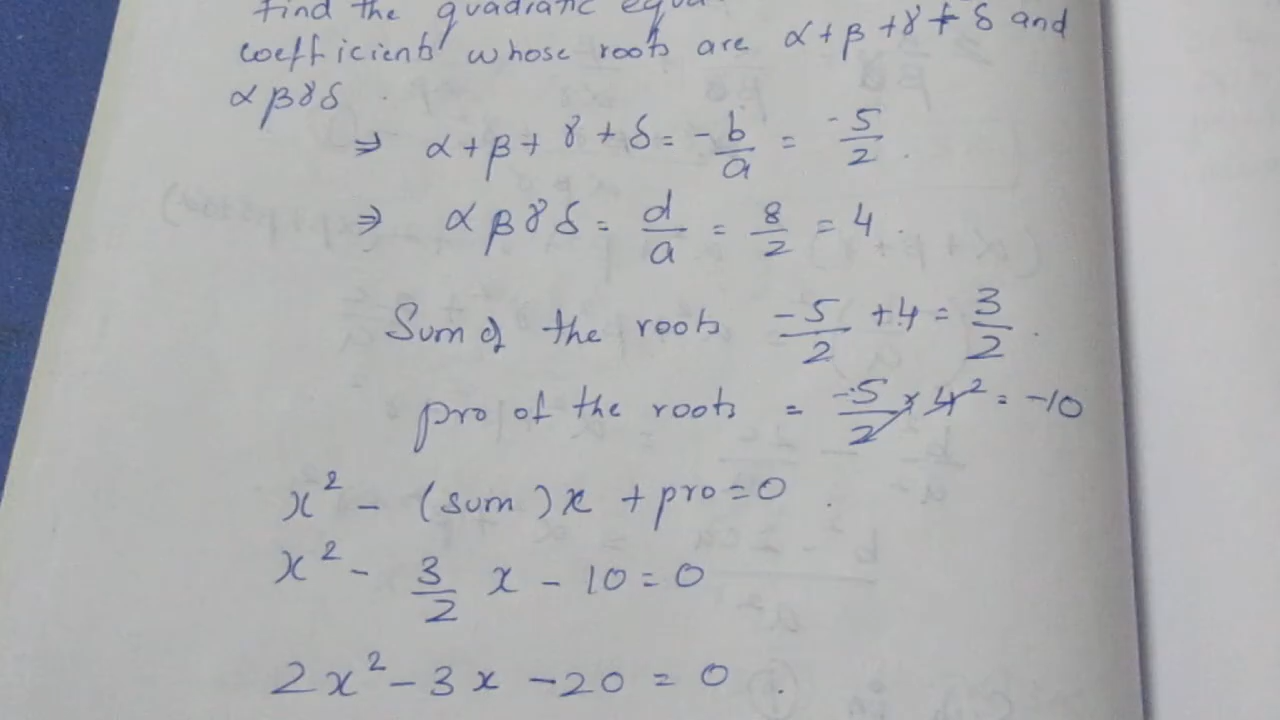 Find the quadratic equa
coefficients whose roots are α+β+γ+δ and
αβγδ.
⇒ α+β+γ+δ = -b/a = -5/2.
⇒ αβγδ = d/a = 8/2 = 4.
Sum of the roots -5/2 +4 = 3/2.
pro of the roots = -5/2 × 4² = -10
x² - (sum)x + pro = 0.
x² - 3/2 x - 10 = 0
2x² - 3x - 20 = 0.